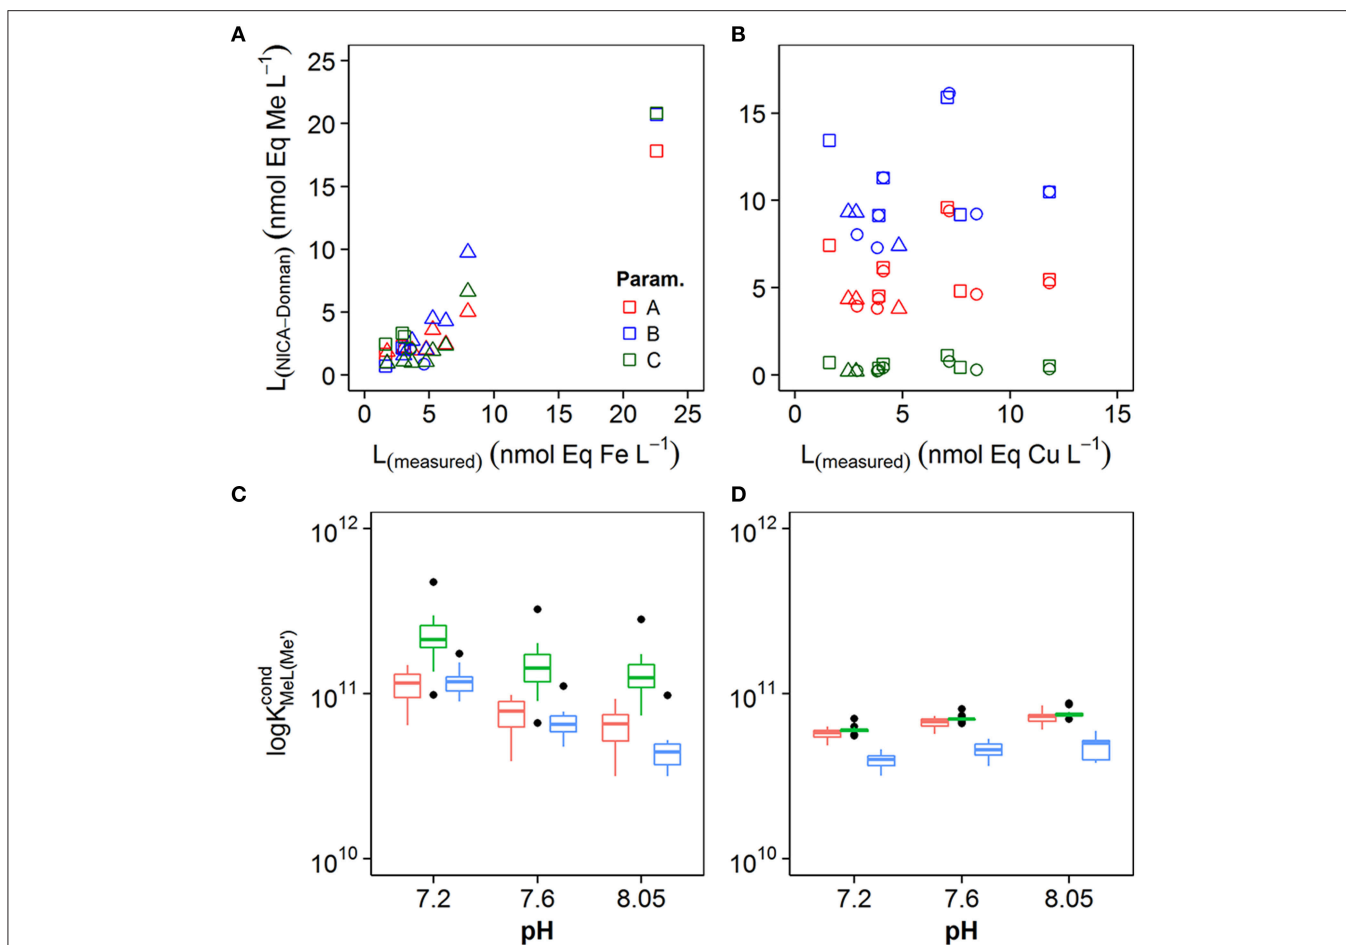 A
B
L(NICA–Donnan) (nmol Eq Me L−1)
25
20
15
10
5
0
Param.
A
B
C
0 5 10 15 20 25
L(measured) (nmol Eq Fe L−1)
15
10
5
0
0 5 10 15
L(measured) (nmol Eq Cu L−1)
C
D
logKcondMeL(Me')
10^12
10^11
10^10
7.2 7.6 8.05
pH
10^12
10^11
10^10
7.2 7.6 8.05
pH